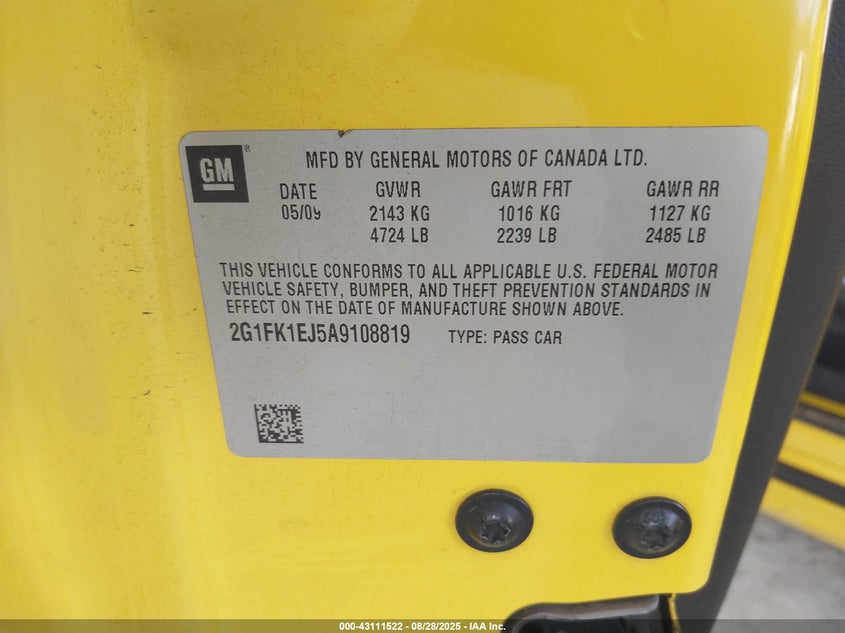 GM ®
MFD BY GENERAL MOTORS OF CANADA LTD.
DATE GVWR GAWR FRT GAWR RR
05/09 2143 KG 1016 KG 1127 KG
4724 LB 2239 LB 2485 LB
THIS VEHICLE CONFORMS TO ALL APPLICABLE U.S. FEDERAL MOTOR
VEHICLE SAFETY, BUMPER, AND THEFT PREVENTION STANDARDS IN
EFFECT ON THE DATE OF MANUFACTURE SHOWN ABOVE.
2G1FK1EJ5A9108819 TYPE: PASS CAR
000-43111522 - 08/28/2025 - IAA Inc.